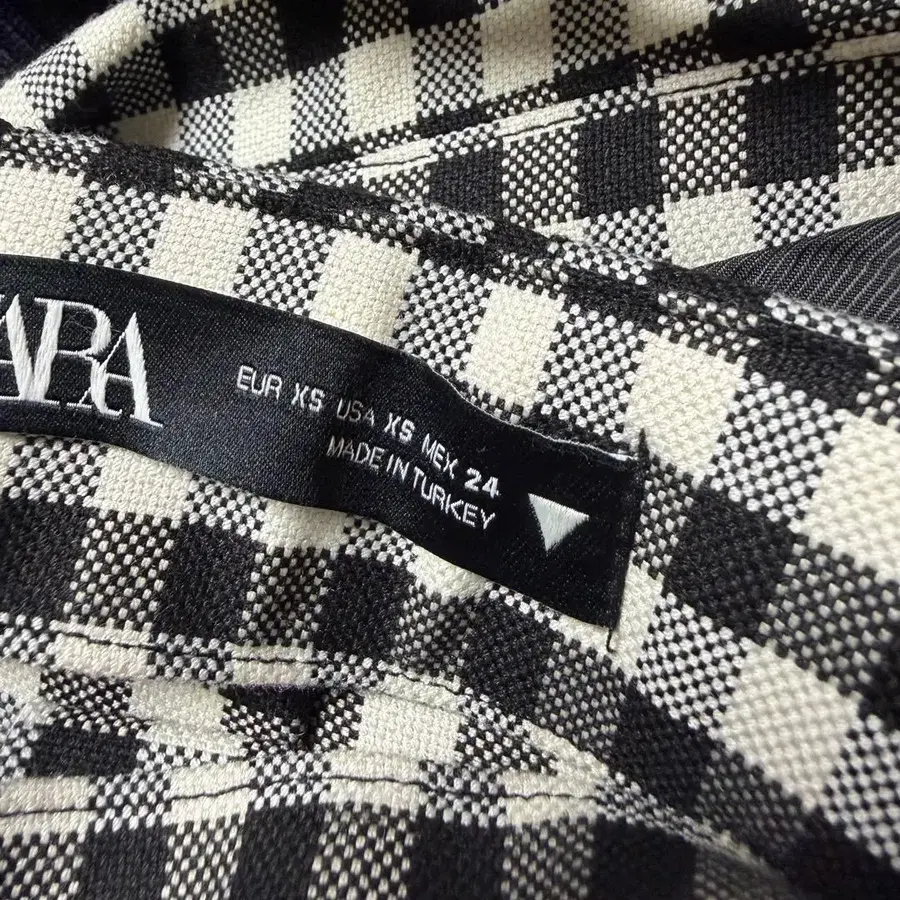 ZARA
EUR XS USA XS MEX 24
MADE IN TURKEY